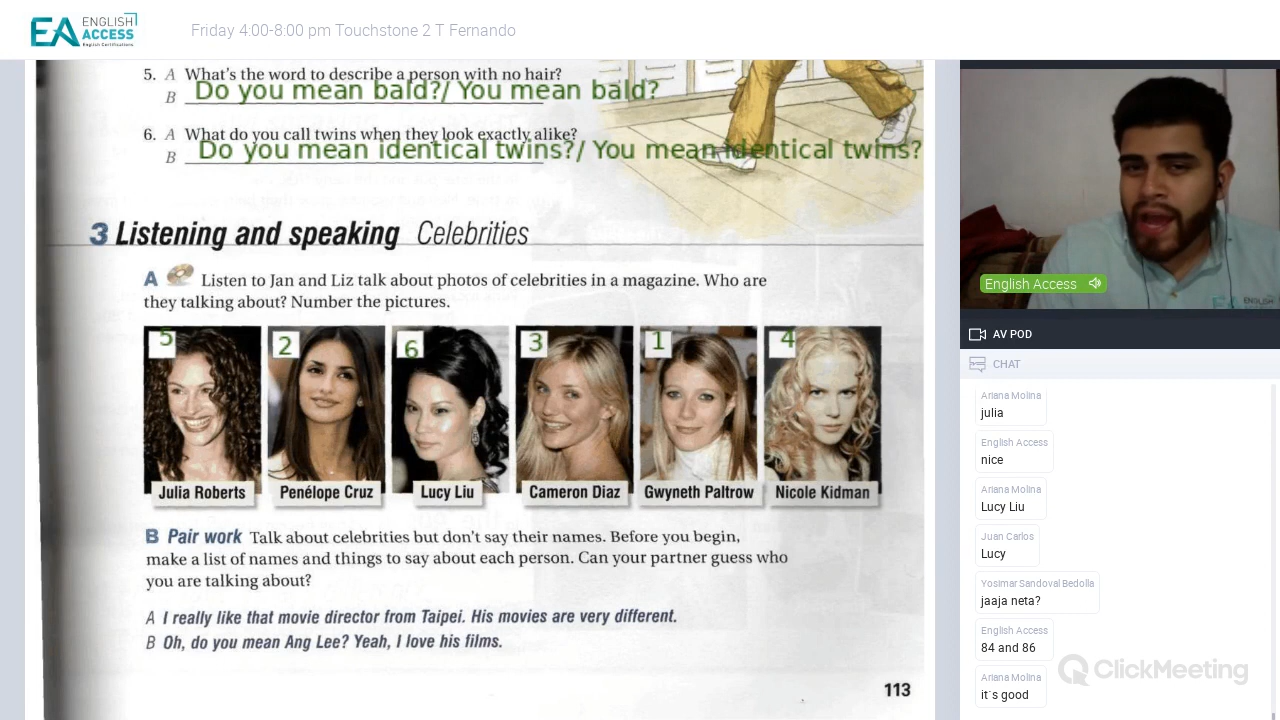 EA ENGLISH ACCESS
English Certifications
Friday 4:00-8:00 pm Touchstone 2 T Fernando
5. A What's the word to describe a person with no hair?
B Do you mean bald?/ You mean bald?
6. A What do you call twins when they look exactly alike?
B Do you mean identical twins?/ You mean identical twins?
3 Listening and speaking Celebrities
A Listen to Jan and Liz talk about photos of celebrities in a magazine. Who are
they talking about? Number the pictures.
5 2 6 3 1 4
Julia Roberts Penélope Cruz Lucy Liu Cameron Diaz Gwyneth Paltrow Nicole Kidman
B Pair work Talk about celebrities but don't say their names. Before you begin,
make a list of names and things to say about each person. Can your partner guess who
you are talking about?
A I really like that movie director from Taipei. His movies are very different.
B Oh, do you mean Ang Lee? Yeah, I love his films.
113
English Access
AV POD
CHAT
Ariana Molina
julia
English Access
nice
Ariana Molina
Lucy Liu
Juan Carlos
Lucy
Yosimar Sandoval Bedolla
jaaja neta?
English Access
84 and 86
Ariana Molina
it´s good
ClickMeeting